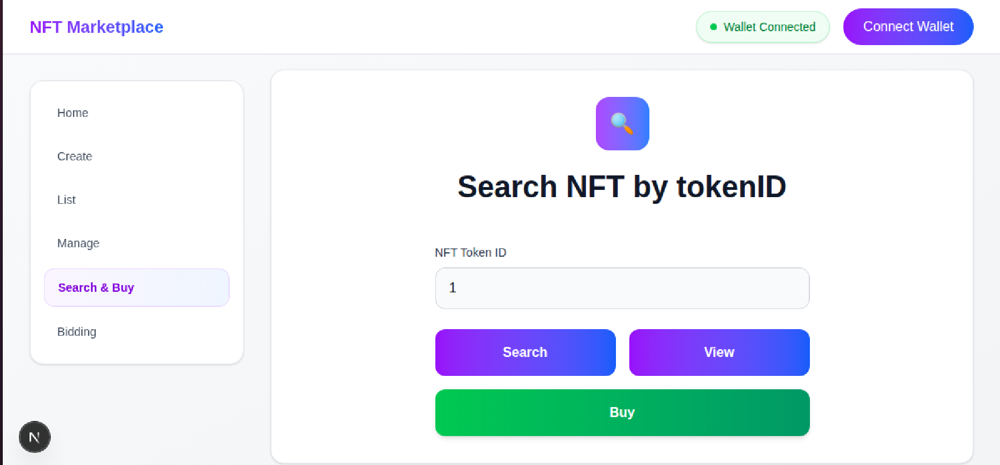 NFT Marketplace
Wallet Connected
Connect Wallet
Home
Create
List
Manage
Search & Buy
Bidding
Search NFT by tokenID
NFT Token ID
1
Search
View
Buy
N